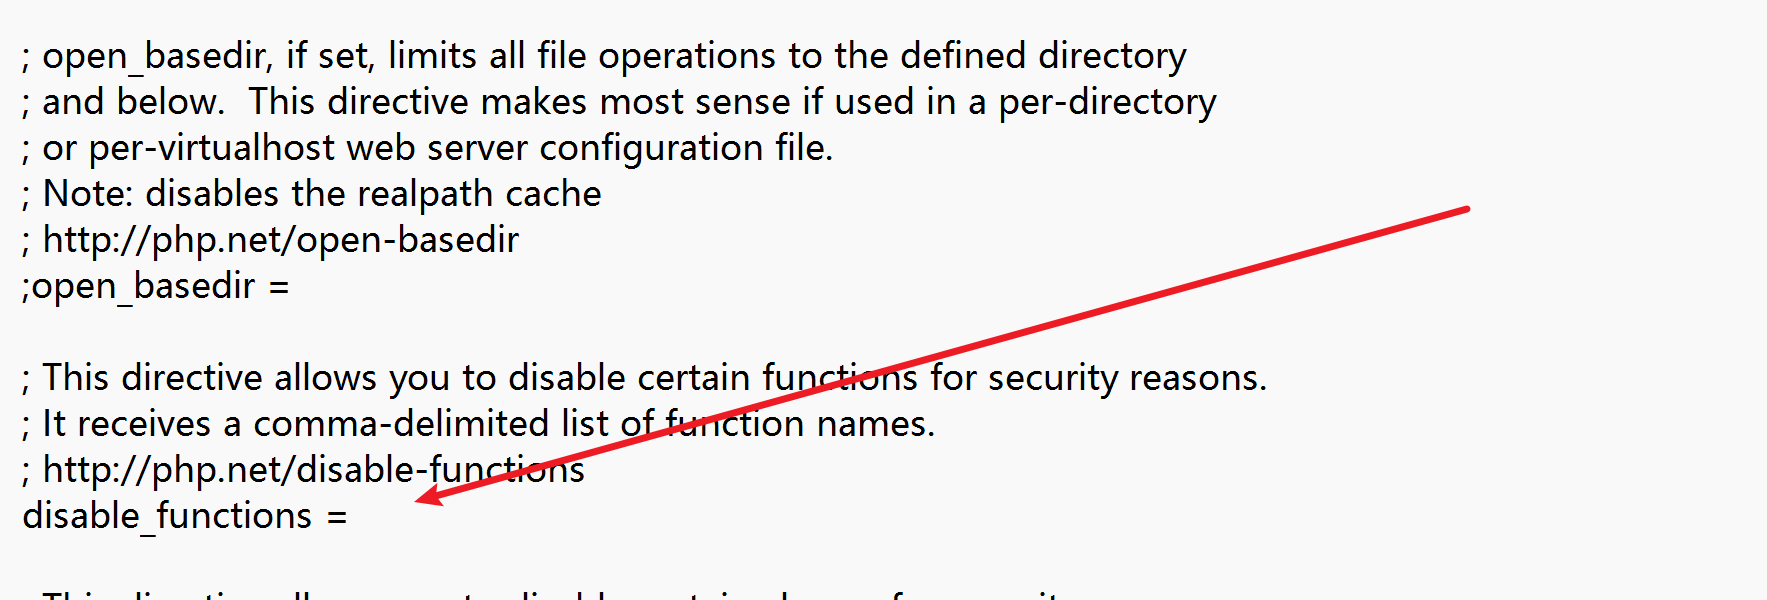 ; open_basedir, if set, limits all file operations to the defined directory
; and below.  This directive makes most sense if used in a per-directory
; or per-virtualhost web server configuration file.
; Note: disables the realpath cache
; http://php.net/open-basedir
;open_basedir =
; This directive allows you to disable certain functions for security reasons.
; It receives a comma-delimited list of function names.
; http://php.net/disable-functions
disable_functions =